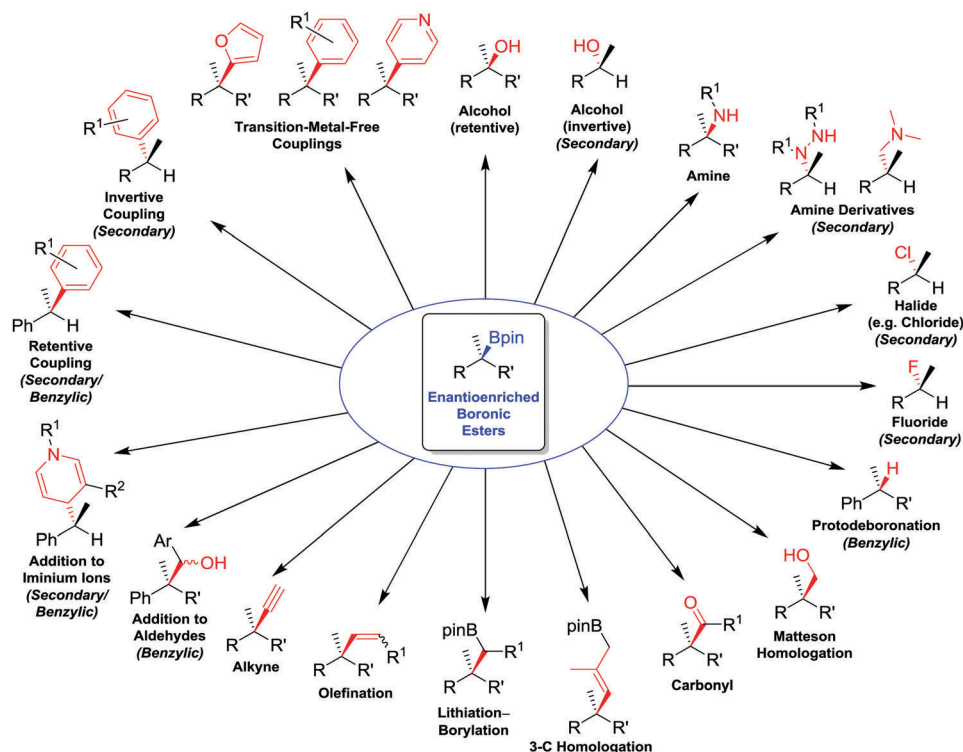 O
R
R'
R¹
R
R'
N
R
R'
Transition-Metal-Free
Couplings
OH
R
R'
Alcohol
(retentive)
HO
R
H
Alcohol
(invertive)
(Secondary)
R¹
NH
R
R'
Amine
R¹
R¹
N
NH
R
H
N
R
H
Amine Derivatives
(Secondary)
Cl
R
H
Halide
(e.g. Chloride)
(Secondary)
F
R
H
Fluoride
(Secondary)
H
Ph
R'
Protodeboronation
(Benzylic)
HO
R
R'
Matteson
Homologation
O
R¹
R
R'
Carbonyl
pinB
R
R'
3-C Homologation
pinB
R¹
R
R'
Lithiation–
Borylation
R
R'
R¹
Olefination
R
R'
Alkyne
Ar
OH
Ph
R'
Addition to
Aldehydes
(Benzylic)
R¹
N
R²
Ph
H
Addition to
Iminium Ions
(Secondary/
Benzylic)
R¹
Ph
H
Retentive
Coupling
(Secondary/
Benzylic)
R¹
R
H
Invertive
Coupling
(Secondary)
Bpin
R
R'
Enantioenriched
Boronic
Esters